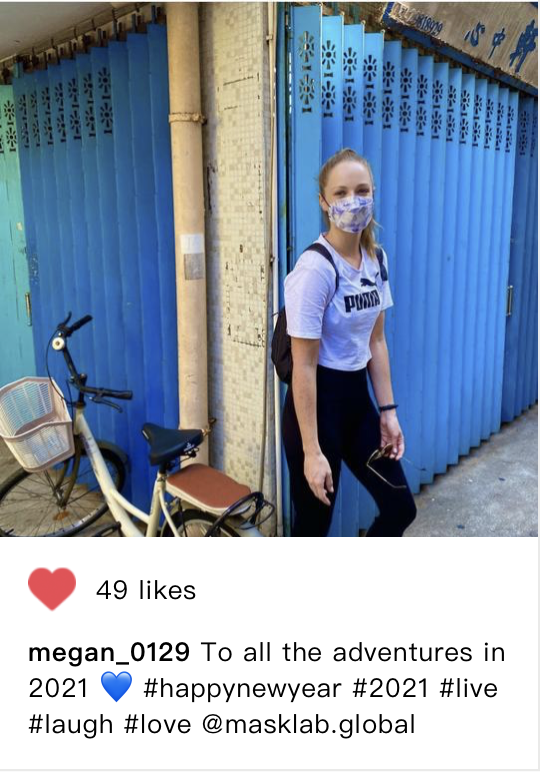 心中
PUMA
49 likes
megan_0129 To all the adventures in
2021 💙 #happynewyear #2021 #live
#laugh #love @masklab.global